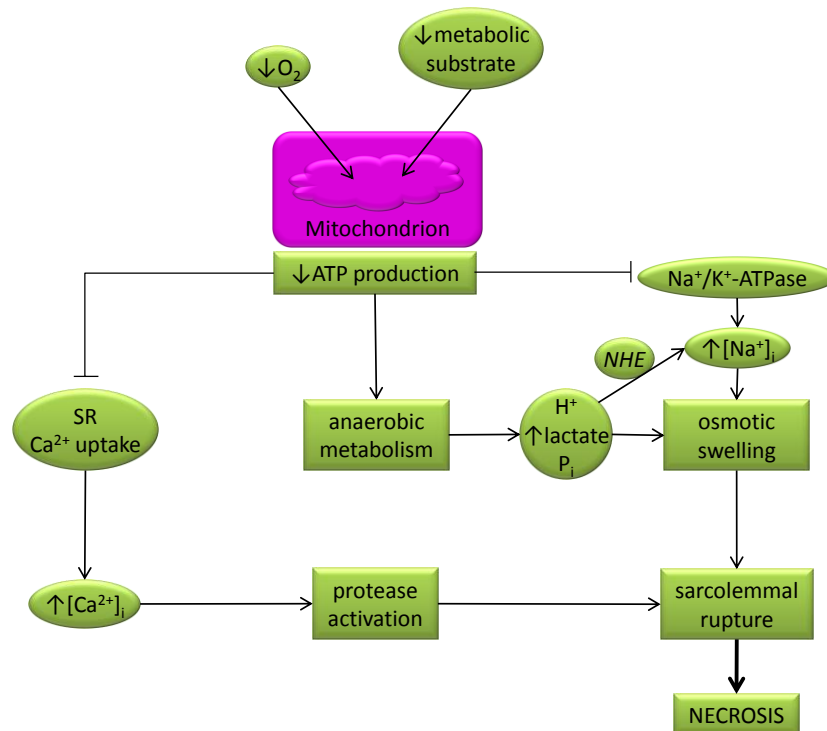 ↓metabolic
substrate
↓O₂
Mitochondrion
↓ATP production
Na⁺/K⁺-ATPase
NHE
↑[Na⁺]ᵢ
SR
Ca²⁺ uptake
anaerobic
metabolism
H⁺
↑lactate
Pᵢ
osmotic
swelling
↑[Ca²⁺]ᵢ
protease
activation
sarcolemmal
rupture
NECROSIS